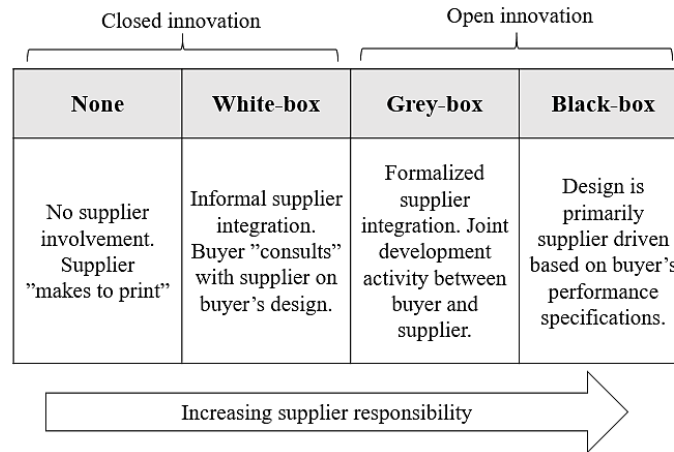 Closed innovation
Open innovation
None
White-box
Grey-box
Black-box
No supplier
involvement.
Supplier
”makes to print”
Informal supplier
integration.
Buyer ”consults”
with supplier on
buyer’s design.
Formalized
supplier
integration. Joint
development
activity between
buyer and
supplier.
Design is
primarily
supplier driven
based on buyer’s
performance
specifications.
Increasing supplier responsibility